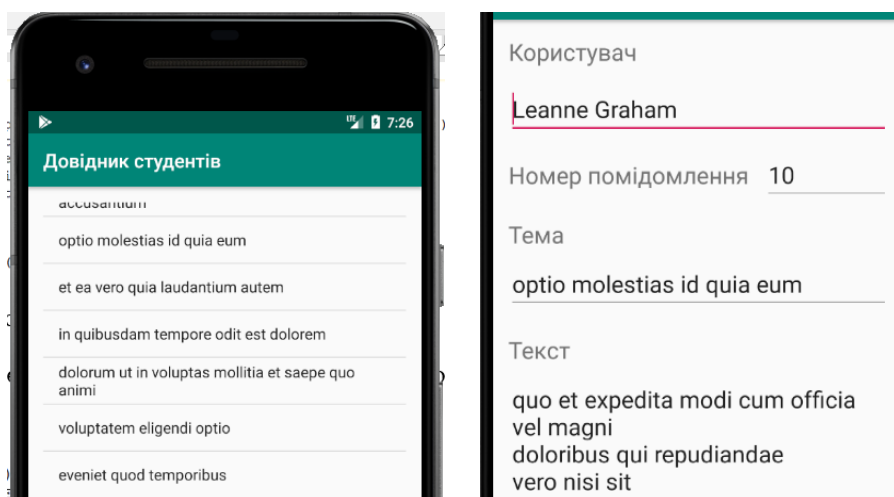 LTE 7:26
Довідник студентів
accusantium
optio molestias id quia eum
et ea vero quia laudantium autem
in quibusdam tempore odit est dolorem
dolorum ut in voluptas mollitia et saepe quo
animi
voluptatem eligendi optio
eveniet quod temporibus
Користувач
Leanne Graham
Номер помідомлення 10
Тема
optio molestias id quia eum
Текст
quo et expedita modi cum officia
vel magni
doloribus qui repudiandae
vero nisi sit